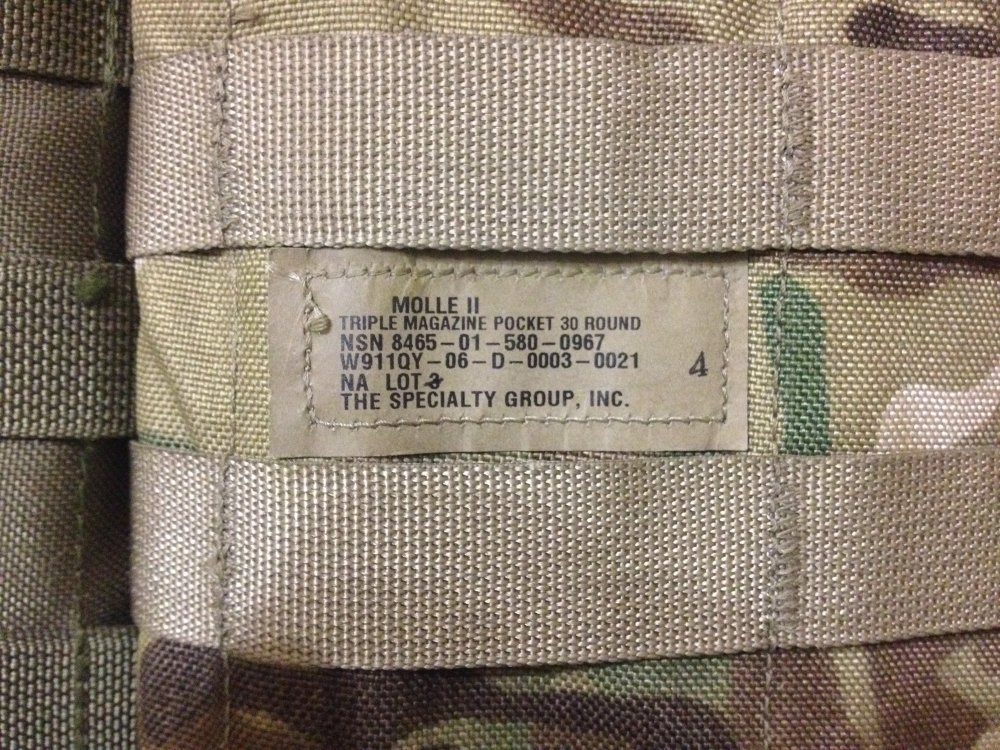 MOLLE II
TRIPLE MAGAZINE POCKET 30 ROUND
NSN 8465-01-580-0967
W911QY-06-D-0003-0021
NA LOT 3
THE SPECIALTY GROUP, INC.
4